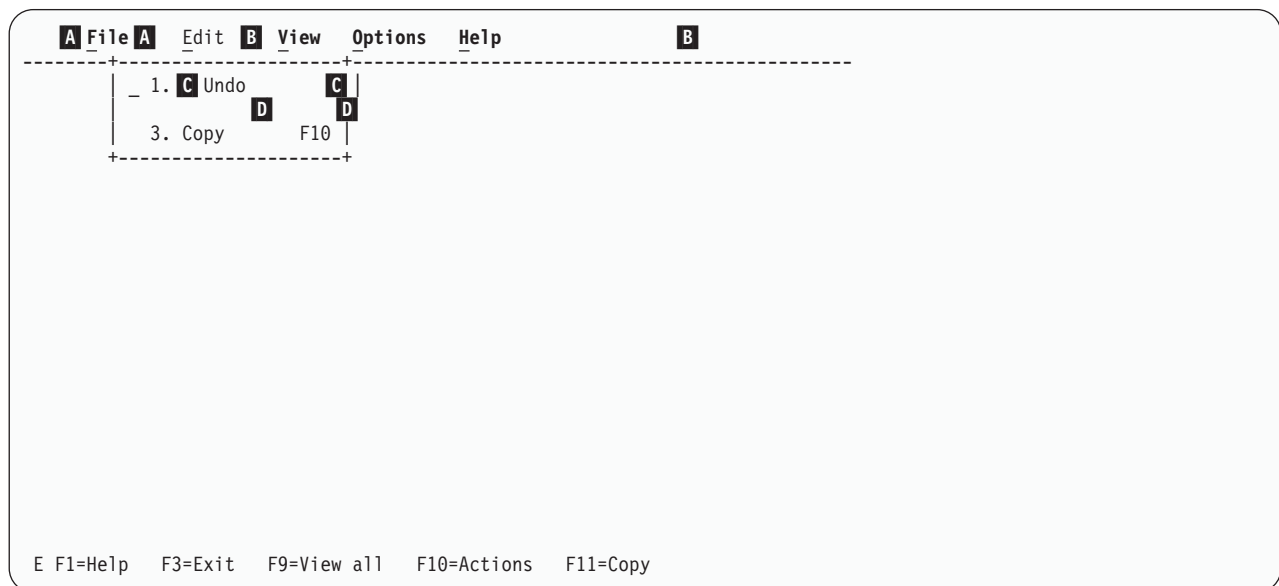 A File A Edit B View Options Help B
--------+---------------------+-----------------------------------------------
| _ 1. C Undo C |
| D D
| 3. Copy F10 |
+---------------------+
E F1=Help F3=Exit F9=View all F10=Actions F11=Copy